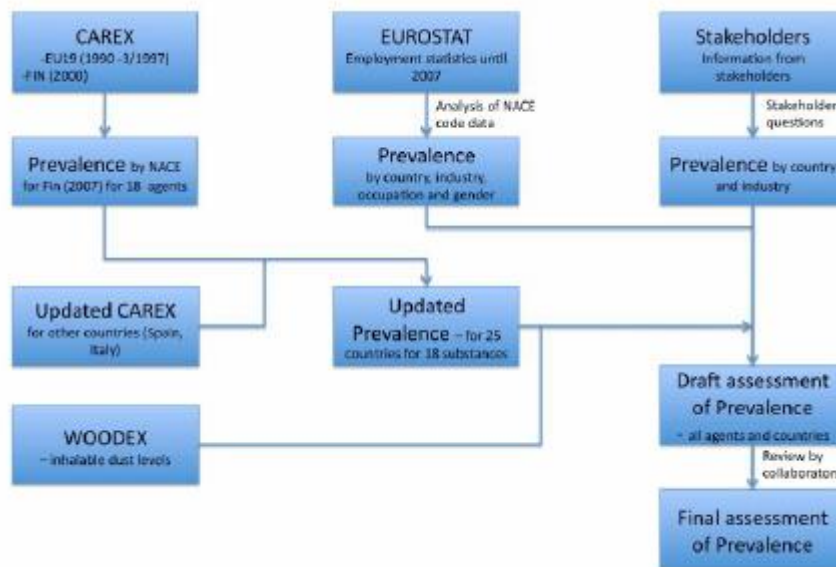 CAREX
-EU19 (1990 -3/1997)
-FIN (2000)
EUROSTAT
Employment statistics until
2007
Stakeholders
Information from
stakeholders
Analysis of NACE
code data
Stakeholder
questions
Prevalence by NACE
for Fin (2007) for 18 agents
Prevalence
by country, industry,
occupation and gender
Prevalence by country
and industry
Updated CAREX
for other countries (Spain,
Italy)
Updated
Prevalence – for 25
countries for 18 substances
Draft assessment
of Prevalence
– all agents and countries
WOODEX
– inhalable dust levels
Review by
collaborators
Final assessment
of Prevalence